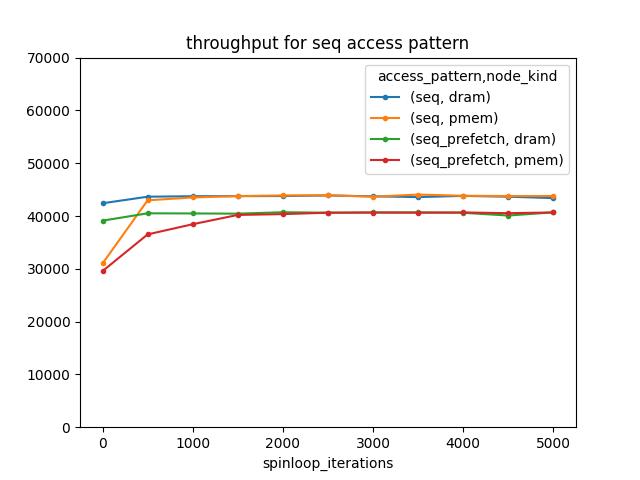 throughput for seq access pattern
70000
60000
50000
40000
30000
20000
10000
0
access_pattern,node_kind
(seq, dram)
(seq, pmem)
(seq_prefetch, dram)
(seq_prefetch, pmem)
0 1000 2000 3000 4000 5000
spinloop_iterations